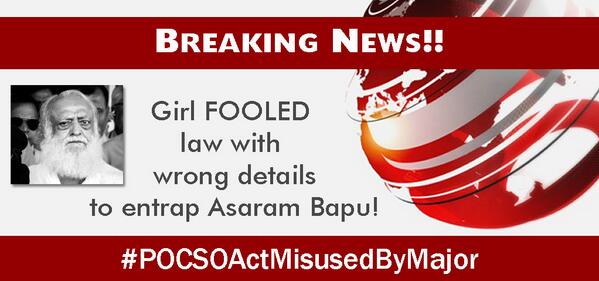 BREAKING NEWS!!
Girl FOOLED
law with
wrong details
to entrap Asaram Bapu!
#POCSOActMisusedByMajor